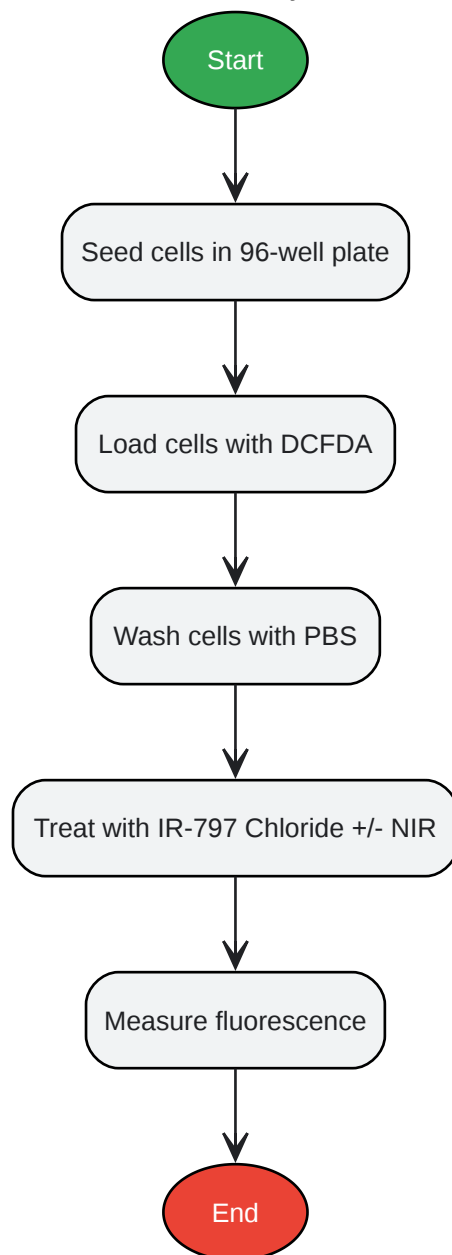 Start
Seed cells in 96-well plate
Load cells with DCFDA
Wash cells with PBS
Treat with IR-797 Chloride +/- NIR
Measure fluorescence
End